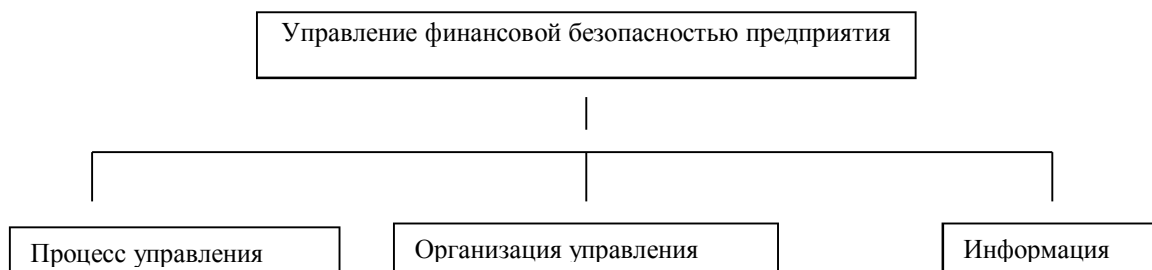 Управление финансовой безопасностью предприятия
Процесс управления
Организация управления
Информация